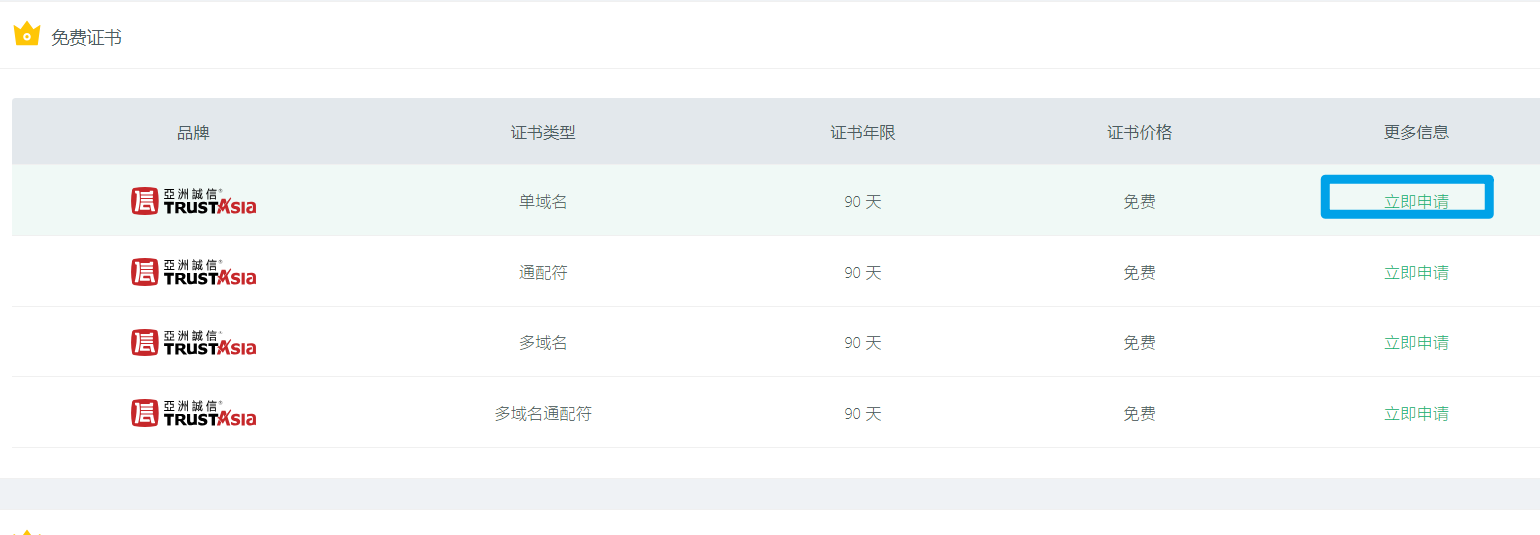 免费证书
品牌 证书类型 证书年限 证书价格 更多信息
亞洲誠信®
TRUSTAsia 单域名 90 天 免费 立即申请
亞洲誠信®
TRUSTAsia 通配符 90 天 免费 立即申请
亞洲誠信®
TRUSTAsia 多域名 90 天 免费 立即申请
亞洲誠信®
TRUSTAsia 多域名通配符 90 天 免费 立即申请